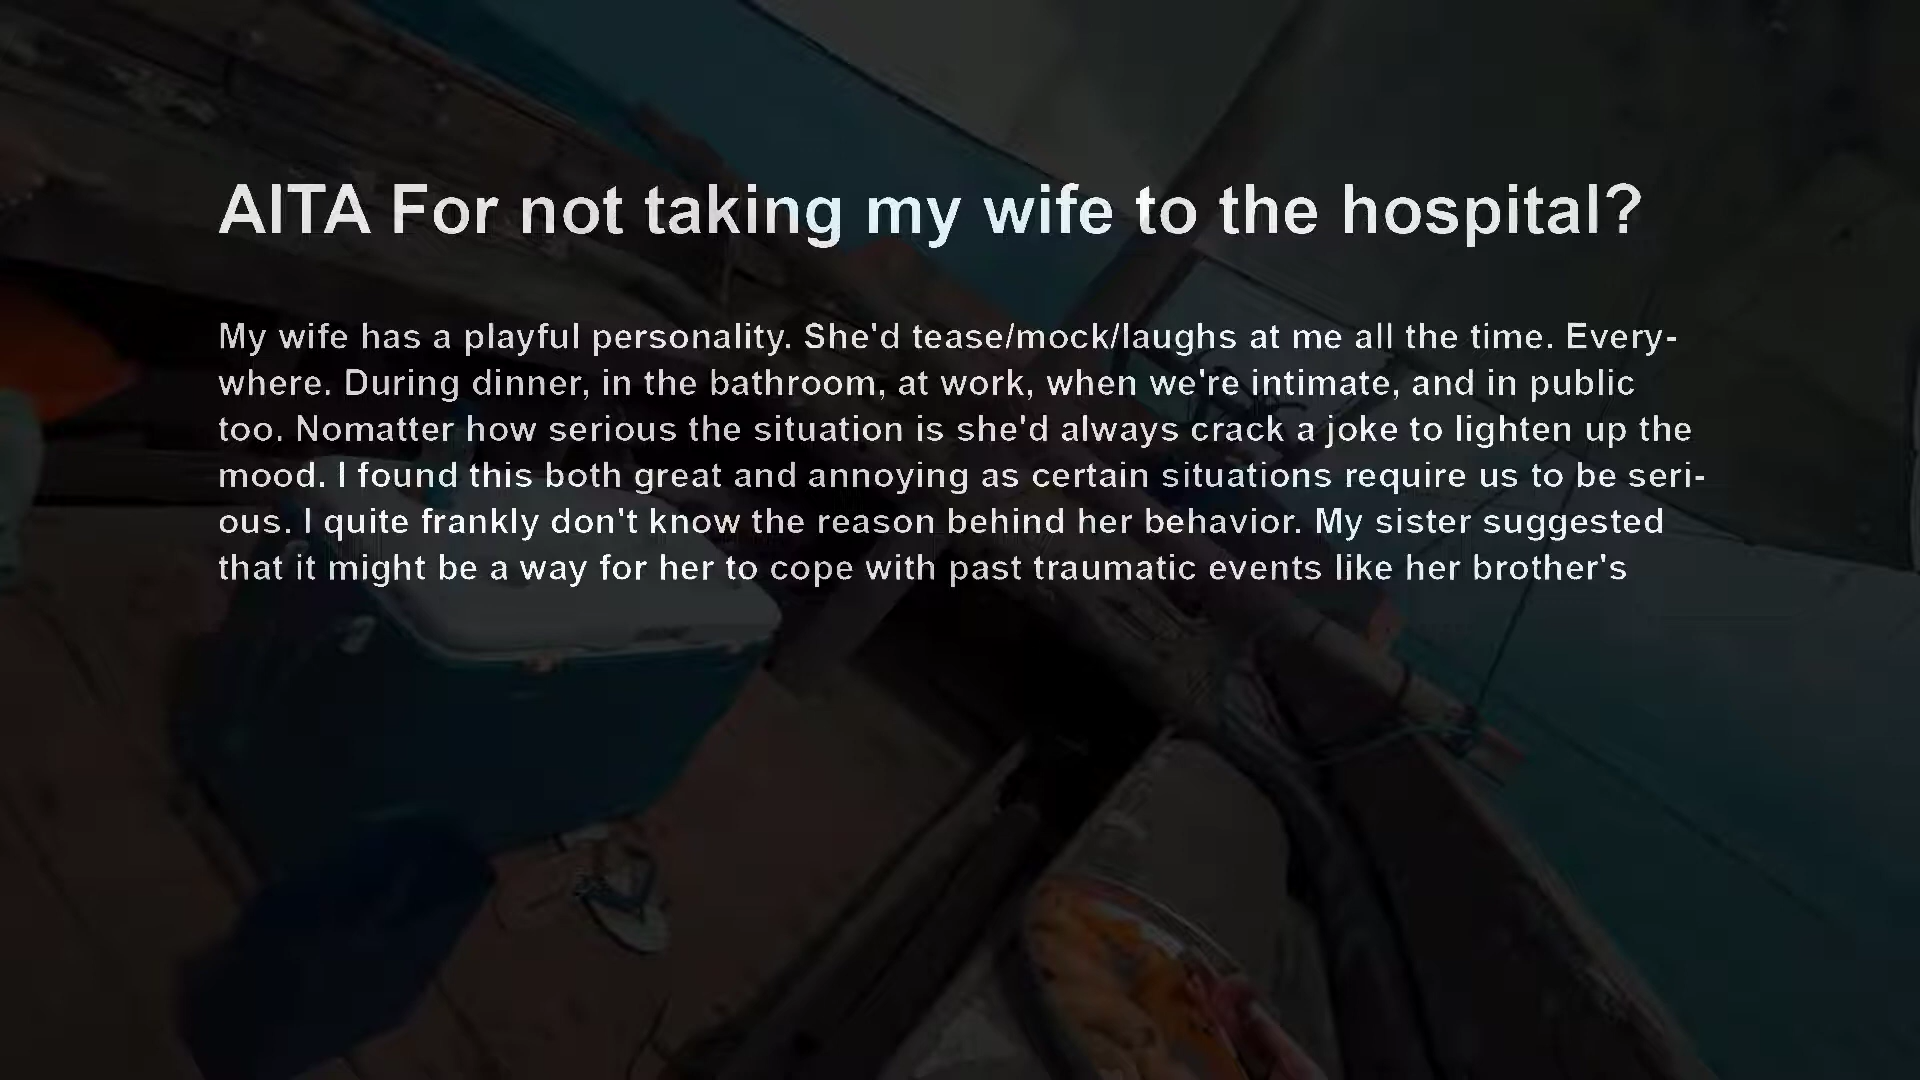 AITA For not taking my wife to the hospital?
My wife has a playful personality. She'd tease/mock/laughs at me all the time. Every-
where. During dinner, in the bathroom, at work, when we're intimate, and in public
too. Nomatter how serious the situation is she'd always crack a joke to lighten up the
mood. I found this both great and annoying as certain situations require us to be seri-
ous. I quite frankly don't know the reason behind her behavior. My sister suggested
that it might be a way for her to cope with past traumatic events like her brother's